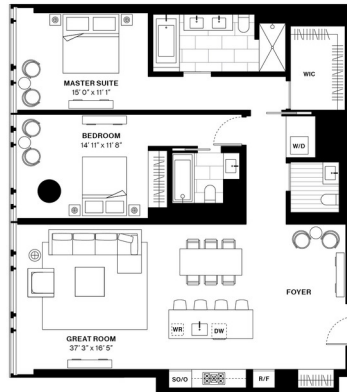 MASTER SUITE
15' 0" x 11' 1"
WIC
BEDROOM
14' 11" x 11' 8"
W/D
FOYER
WR
DW
GREAT ROOM
37' 3" x 16' 5"
SO/O
R/F